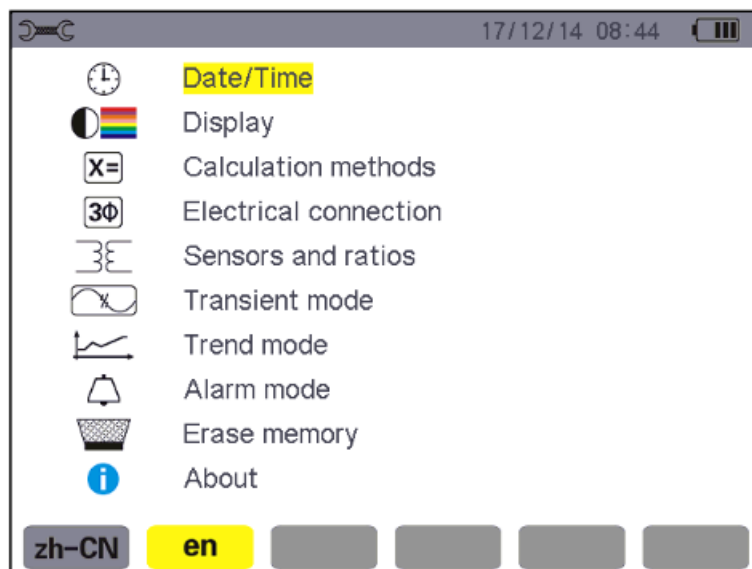 17/12/14 08:44
Date/Time
Display
X= Calculation methods
3Φ Electrical connection
Sensors and ratios
Transient mode
Trend mode
Alarm mode
Erase memory
i About
zh-CN en